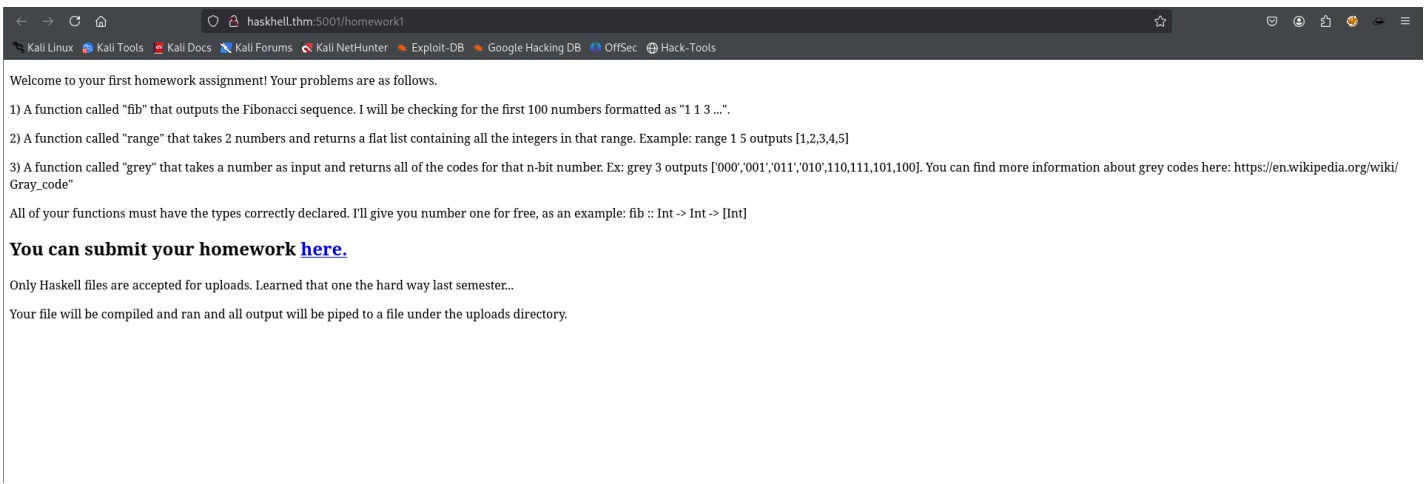 haskhell.thm:5001/homework1
Kali Linux Kali Tools Kali Docs Kali Forums Kali NetHunter Exploit-DB Google Hacking DB OffSec Hack-Tools
Welcome to your first homework assignment! Your problems are as follows.
1) A function called "fib" that outputs the Fibonacci sequence. I will be checking for the first 100 numbers formatted as "1 1 3 ...".
2) A function called "range" that takes 2 numbers and returns a flat list containing all the integers in that range. Example: range 1 5 outputs [1,2,3,4,5]
3) A function called "grey" that takes a number as input and returns all of the codes for that n-bit number. Ex: grey 3 outputs ['000','001','011','010',110,111,101,100]. You can find more information about grey codes here: https://en.wikipedia.org/wiki/
Gray_code"
All of your functions must have the types correctly declared. I'll give you number one for free, as an example: fib :: Int -> Int -> [Int]
You can submit your homework here.
Only Haskell files are accepted for uploads. Learned that one the hard way last semester...
Your file will be compiled and ran and all output will be piped to a file under the uploads directory.